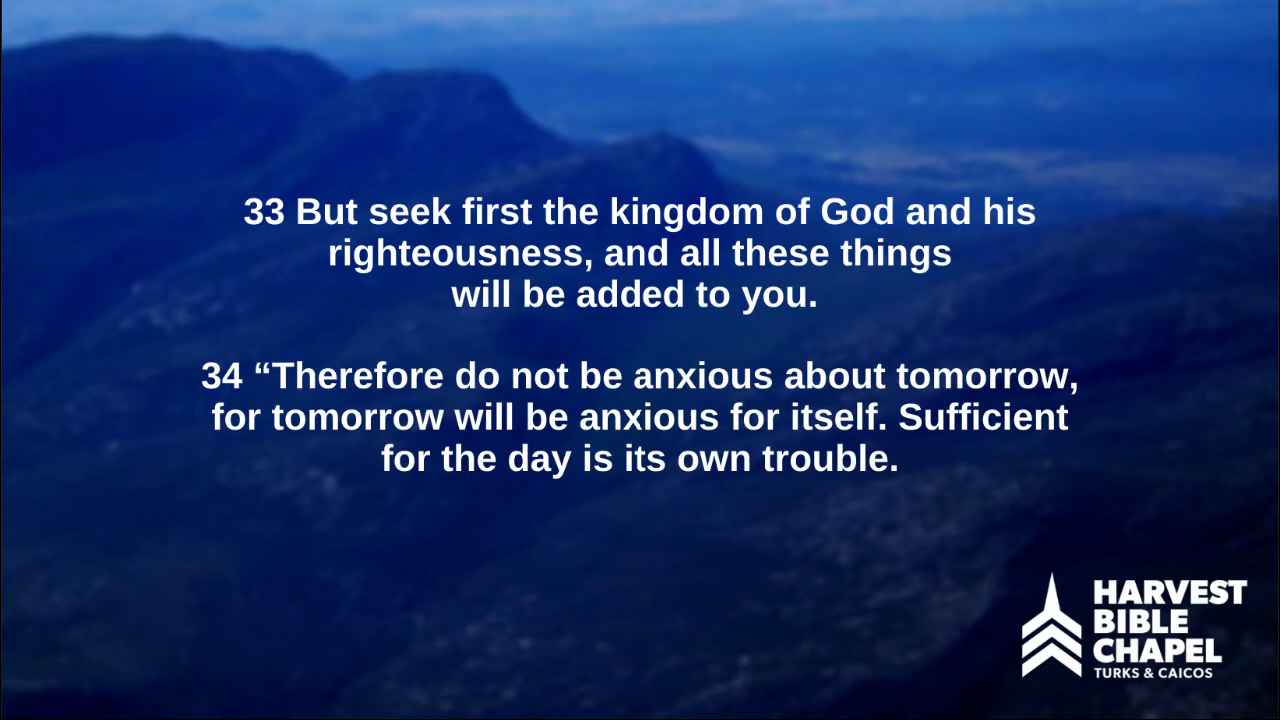 33 But seek first the kingdom of God and his
righteousness, and all these things
will be added to you.
34 “Therefore do not be anxious about tomorrow,
for tomorrow will be anxious for itself. Sufficient
for the day is its own trouble.
HARVEST
BIBLE
CHAPEL
TURKS & CAICOS